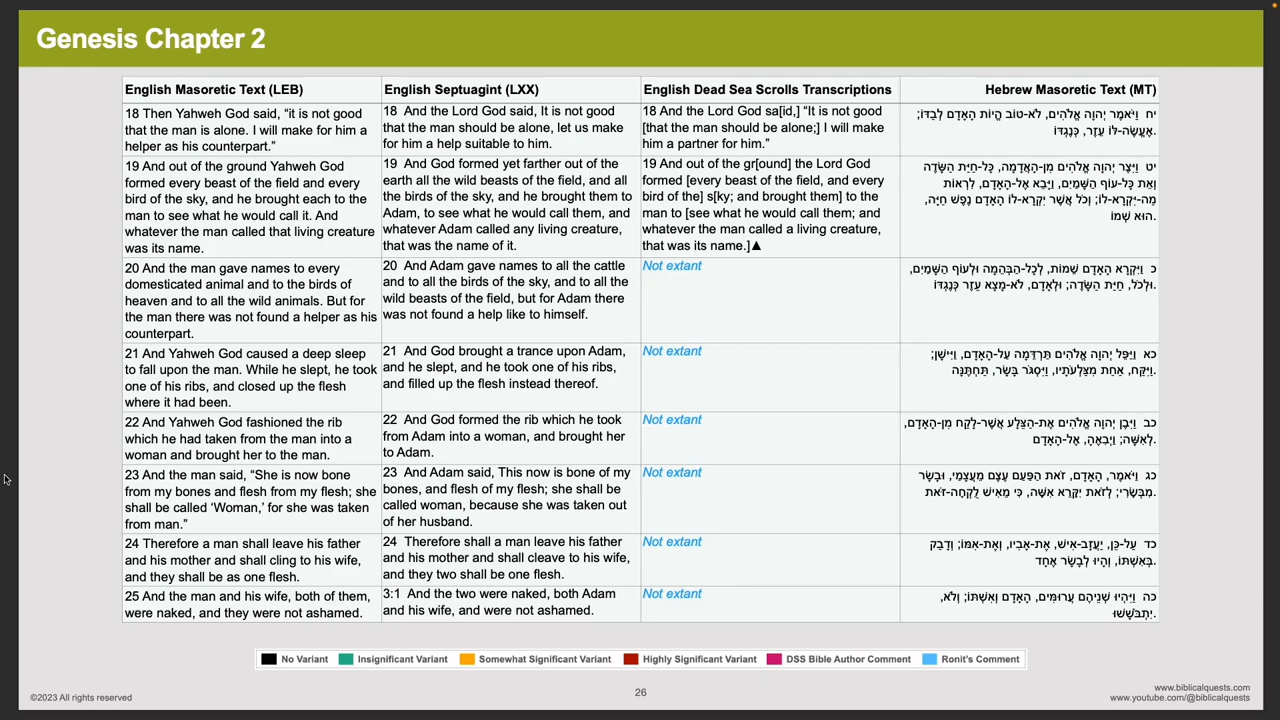 Genesis Chapter 2
English Masoretic Text (LEB)
English Septuagint (LXX)
English Dead Sea Scrolls Transcriptions
Hebrew Masoretic Text (MT)
18 Then Yahweh God said, “it is not good
that the man is alone. I will make for him a
helper as his counterpart.”
18  And the Lord God said, It is not good
that the man should be alone, let us make
for him a help suitable to him.
18 And the Lord God sa[id,] “It is not good
[that the man should be alone;] I will make
him a partner for him.”
יח  וַיֹּאמֶר יְהוָה אֱלֹהִים, לֹא-טוֹב הֱיוֹת הָאָדָם לְבַדּוֹ;
אֶעֱשֶׂה-לּוֹ עֵזֶר, כְּנֶגְדּוֹ.
19 And out of the ground Yahweh God
formed every beast of the field and every
bird of the sky, and he brought each to the
man to see what he would call it. And
whatever the man called that living creature
was its name.
19  And God formed yet farther out of the
earth all the wild beasts of the field, and all
the birds of the sky, and he brought them to
Adam, to see what he would call them, and
whatever Adam called any living creature,
that was the name of it.
19 And out of the gr[ound] the Lord God
formed [every beast of the field, and every
bird of the] s[ky; and brought them] to the
man to [see what he would call them; and
whatever the man called a living creature,
that was its name.]▲
יט  וַיִּצֶר יְהוָה אֱלֹהִים מִן-הָאֲדָמָה, כָּל-חַיַּת הַשָּׂדֶה
וְאֵת כָּל-עוֹף הַשָּׁמַיִם, וַיָּבֵא אֶל-הָאָדָם, לִרְאוֹת
מַה-יִּקְרָא-לוֹ; וְכֹל אֲשֶׁר יִקְרָא-לוֹ הָאָדָם נֶפֶשׁ חַיָּה,
הוּא שְׁמוֹ.
20 And the man gave names to every
domesticated animal and to the birds of
heaven and to all the wild animals. But for
the man there was not found a helper as his
counterpart.
20  And Adam gave names to all the cattle
and to all the birds of the sky, and to all the
wild beasts of the field, but for Adam there
was not found a help like to himself.
Not extant
כ  וַיִּקְרָא הָאָדָם שֵׁמוֹת, לְכָל-הַבְּהֵמָה וּלְעוֹף הַשָּׁמַיִם,
וּלְכֹל, חַיַּת הַשָּׂדֶה; וּלְאָדָם, לֹא-מָצָא עֵזֶר כְּנֶגְדּוֹ.
21 And Yahweh God caused a deep sleep
to fall upon the man. While he slept, he took
one of his ribs, and closed up the flesh
where it had been.
21  And God brought a trance upon Adam,
and he slept, and he took one of his ribs,
and filled up the flesh instead thereof.
Not extant
כא  וַיַּפֵּל יְהוָה אֱלֹהִים תַּרְדֵּמָה עַל-הָאָדָם, וַיִּישָׁן;
וַיִּקַּח, אַחַת מִצַּלְעֹתָיו, וַיִּסְגֹּר בָּשָׂר, תַּחְתֶּנָּה.
22 And Yahweh God fashioned the rib
which he had taken from the man into a
woman and brought her to the man.
22  And God formed the rib which he took
from Adam into a woman, and brought her
to Adam.
Not extant
כב  וַיִּבֶן יְהוָה אֱלֹהִים אֶת-הַצֵּלָע אֲשֶׁר-לָקַח מִן-הָאָדָם,
לְאִשָּׁה; וַיְבִאֶהָ, אֶל-הָאָדָם.
23 And the man said, “She is now bone
from my bones and flesh from my flesh; she
shall be called ‘Woman,’ for she was taken
from man.”
23  And Adam said, This now is bone of my
bones, and flesh of my flesh; she shall be
called woman, because she was taken out
of her husband.
Not extant
כג  וַיֹּאמֶר, הָאָדָם, זֹאת הַפַּעַם עֶצֶם מֵעֲצָמַי, וּבָשָׂר
מִבְּשָׂרִי; לְזֹאת יִקָּרֵא אִשָּׁה, כִּי מֵאִישׁ לֻקְחָה-זֹּאת.
24 Therefore a man shall leave his father
and his mother and shall cling to his wife,
and they shall be as one flesh.
24  Therefore shall a man leave his father
and his mother and shall cleave to his wife,
and they two shall be one flesh.
Not extant
כד  עַל-כֵּן, יַעֲזָב-אִישׁ, אֶת-אָבִיו, וְאֶת-אִמּוֹ; וְדָבַק
בְּאִשְׁתּוֹ, וְהָיוּ לְבָשָׂר אֶחָד.
25 And the man and his wife, both of them,
were naked, and they were not ashamed.
3:1  And the two were naked, both Adam
and his wife, and were not ashamed.
Not extant
כה  וַיִּהְיוּ שְׁנֵיהֶם עֲרוּמִּים, הָאָדָם וְאִשְׁתּוֹ; וְלֹא,
יִתְבֹּשָׁשׁוּ.
No Variant
Insignificant Variant
Somewhat Significant Variant
Highly Significant Variant
DSS Bible Author Comment
Ronit's Comment
©2023 All rights reserved
26
www.biblicalquests.com
www.youtube.com/@biblicalquests